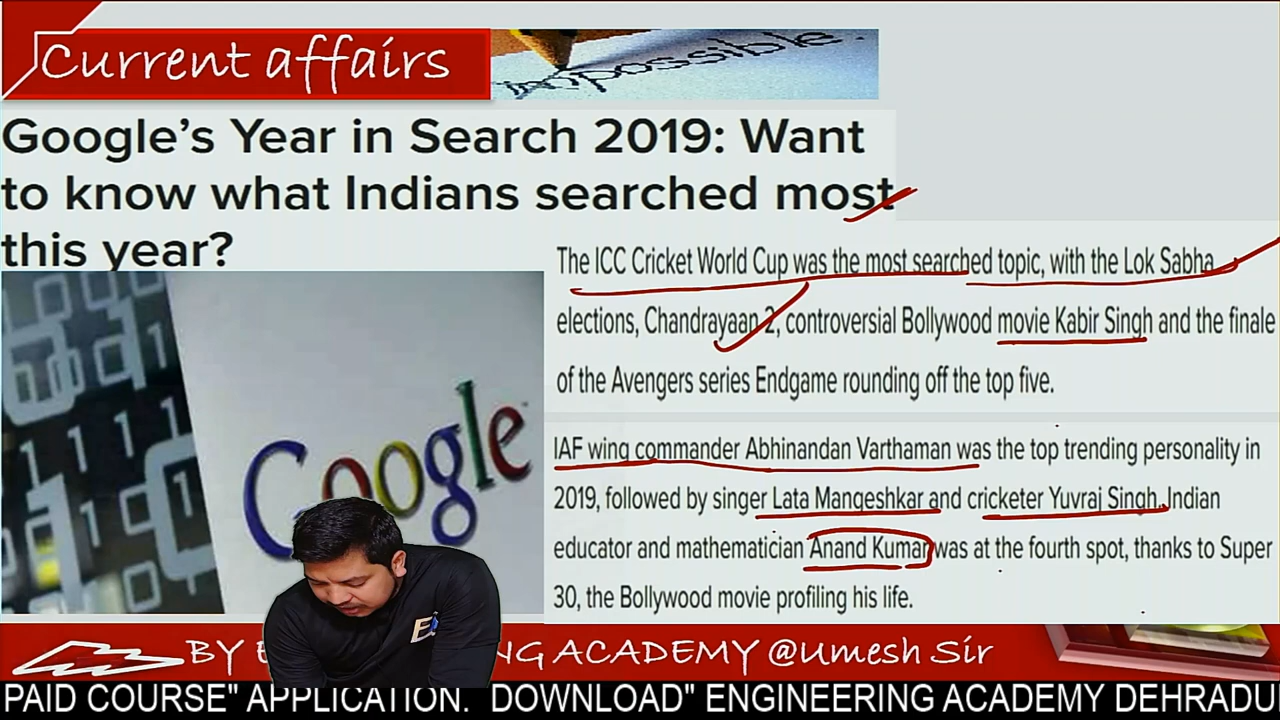 Current affairs
impossible
Google's Year in Search 2019: Want
to know what Indians searched most
this year?
The ICC Cricket World Cup was the most searched topic, with the Lok Sabha
elections, Chandrayaan 2, controversial Bollywood movie Kabir Singh and the finale
of the Avengers series Endgame rounding off the top five.
Google
IAF wing commander Abhinandan Varthaman was the top trending personality in
2019, followed by singer Lata Mangeshkar and cricketer Yuvraj Singh. Indian
educator and mathematician Anand Kumar was at the fourth spot, thanks to Super
30, the Bollywood movie profiling his life.
BY E NG ACADEMY @Umesh Sir
PAID COURSE" APPLICATION. DOWNLOAD" ENGINEERING ACADEMY DEHRADU